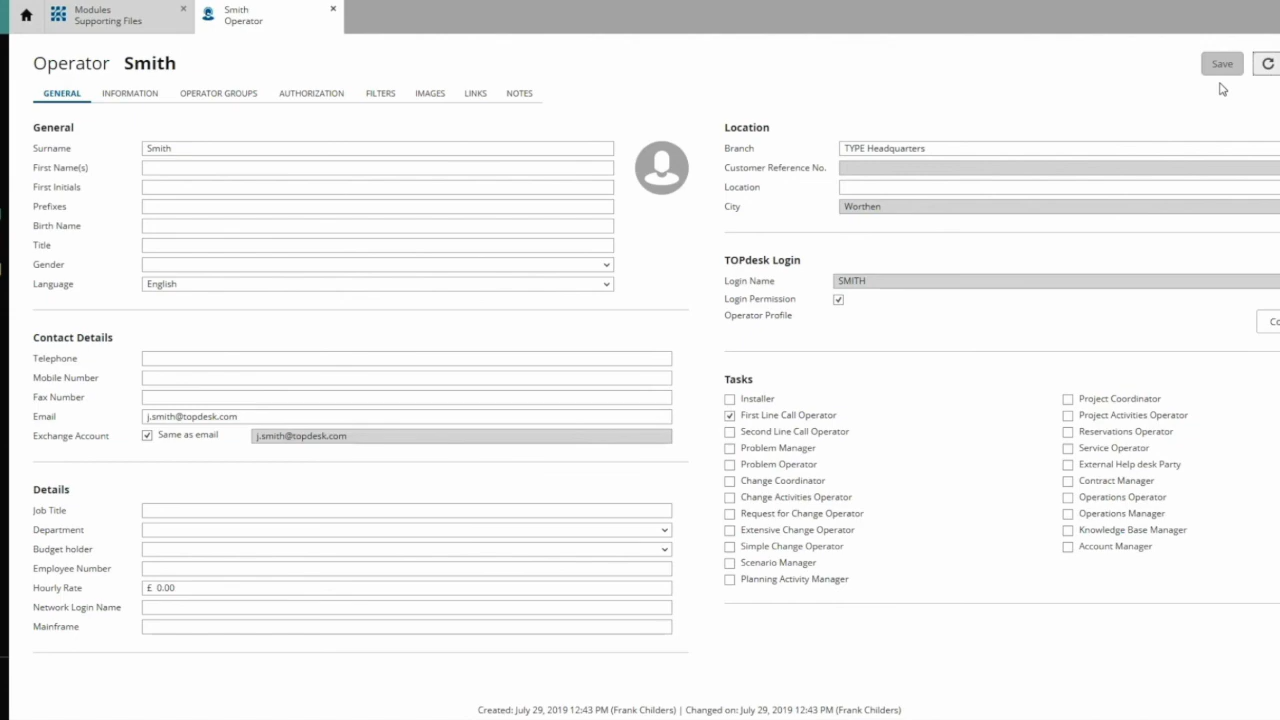 Modules
Supporting Files
Smith
Operator
Operator Smith
Save
GENERAL INFORMATION OPERATOR GROUPS AUTHORIZATION FILTERS IMAGES LINKS NOTES
General
Surname Smith
First Name(s)
First Initials
Prefixes
Birth Name
Title
Gender
Language English
Contact Details
Telephone
Mobile Number
Fax Number
Email j.smith@topdesk.com
Exchange Account Same as email j.smith@topdesk.com
Details
Job Title
Department
Budget holder
Employee Number
Hourly Rate £ 0.00
Network Login Name
Mainframe
Location
Branch TYPE Headquarters
Customer Reference No.
Location
City Worthen
TOPdesk Login
Login Name SMITH
Login Permission
Operator Profile
Co
Tasks
Installer
First Line Call Operator
Second Line Call Operator
Problem Manager
Problem Operator
Change Coordinator
Change Activities Operator
Request for Change Operator
Extensive Change Operator
Simple Change Operator
Scenario Manager
Planning Activity Manager
Project Coordinator
Project Activities Operator
Reservations Operator
Service Operator
External Help desk Party
Contract Manager
Operations Operator
Operations Manager
Knowledge Base Manager
Account Manager
Created: July 29, 2019 12:43 PM (Frank Childers) | Changed on: July 29, 2019 12:43 PM (Frank Childers)